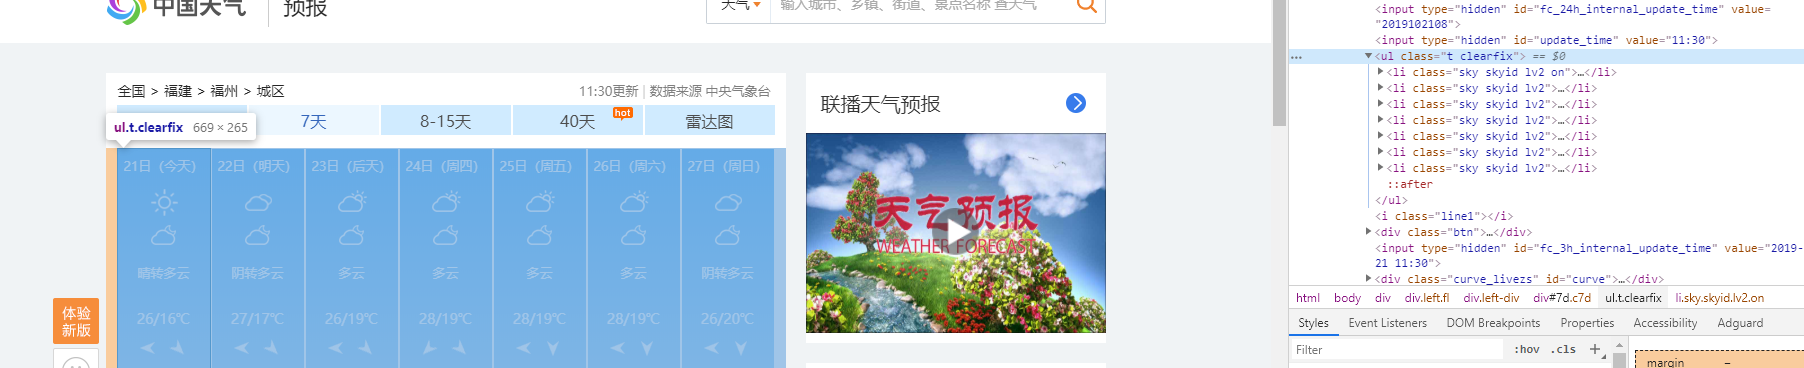 中国天气
预报
天气
输入城市、乡镇、街道、景点名称 查天气
全国 > 福建 > 福州 > 城区
11:30更新 | 数据来源 中央气象台
ul.t.clearfix 669 × 265
7天
8-15天
40天
hot
雷达图
21日（今天）
22日（明天）
23日（后天）
24日（周四）
25日（周五）
26日（周六）
27日（周日）
晴转多云
阴转多云
多云
多云
多云
多云
阴转多云
26/16℃
27/17℃
26/19℃
28/19℃
28/19℃
28/19℃
26/20℃
体验
新版
联播天气预报
天气预报
WEATHER FORECAST
<input type="hidden" id="fc_24h_internal_update_time" value=
"2019102108">
<input type="hidden" id="update_time" value="11:30">
<ul class="t clearfix"> == $0
<li class="sky skyid lv2 on">…</li>
<li class="sky skyid lv2">…</li>
<li class="sky skyid lv2">…</li>
<li class="sky skyid lv2">…</li>
<li class="sky skyid lv2">…</li>
<li class="sky skyid lv2">…</li>
<li class="sky skyid lv2">…</li>
::after
</ul>
<i class="line1"></i>
<div class="btn">…</div>
<input type="hidden" id="fc_3h_internal_update_time" value="2019-
21 11:30">
<div class="curve_livezs" id="curve">…</div>
html body div div.left.fl div.left-div div#7d.c7d ul.t.clearfix li.sky.skyid.lv2.on
Styles Event Listeners DOM Breakpoints Properties Accessibility Adguard
Filter :hov .cls +
margin –